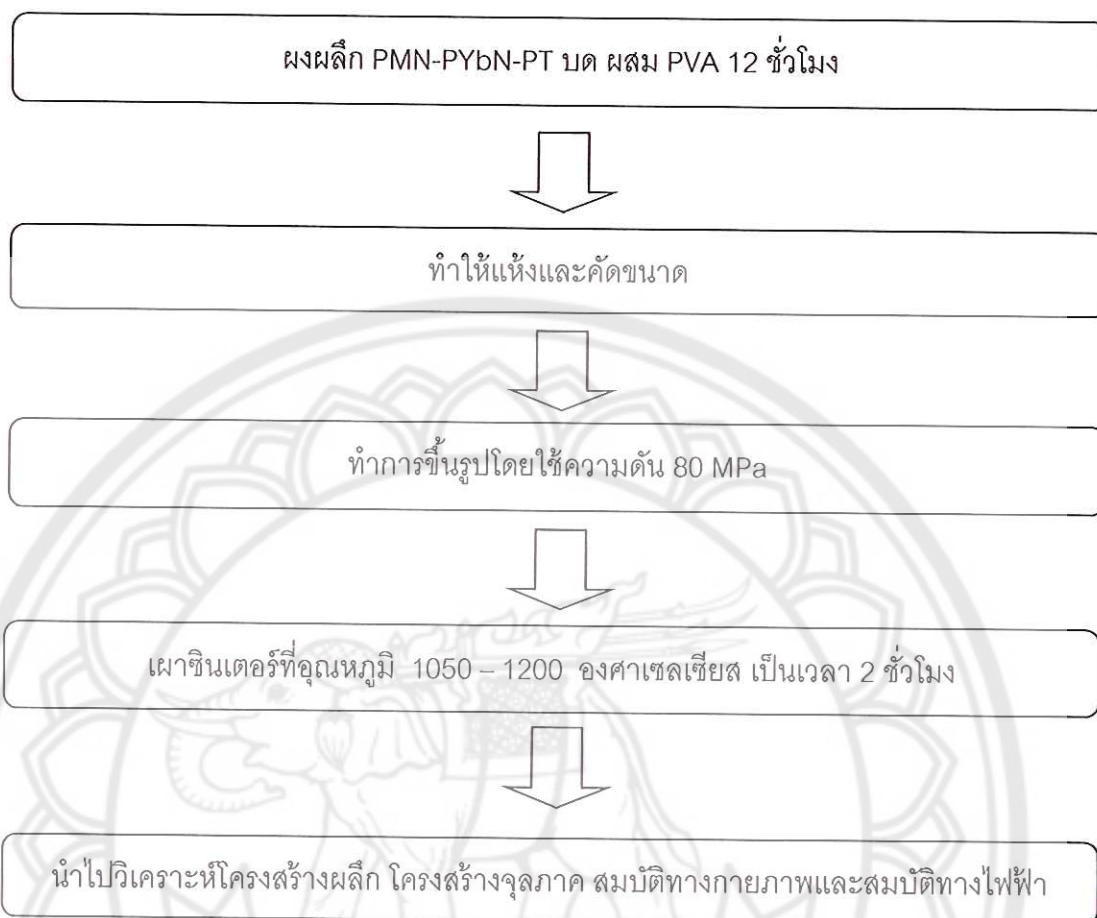 ผงผลึก PMN-PYbN-PT บด ผสม PVA 12 ชั่วโมง
ทำให้แห้งและคัดขนาด
ทำการขึ้นรูปโดยใช้ความดัน 80 MPa
เผาซินเตอร์ที่อุณหภูมิ 1050 – 1200 องศาเซลเซียส เป็นเวลา 2 ชั่วโมง
นำไปวิเคราะห์โครงสร้างผลึก โครงสร้างจุลภาค สมบัติทางกายภาพและสมบัติทางไฟฟ้า